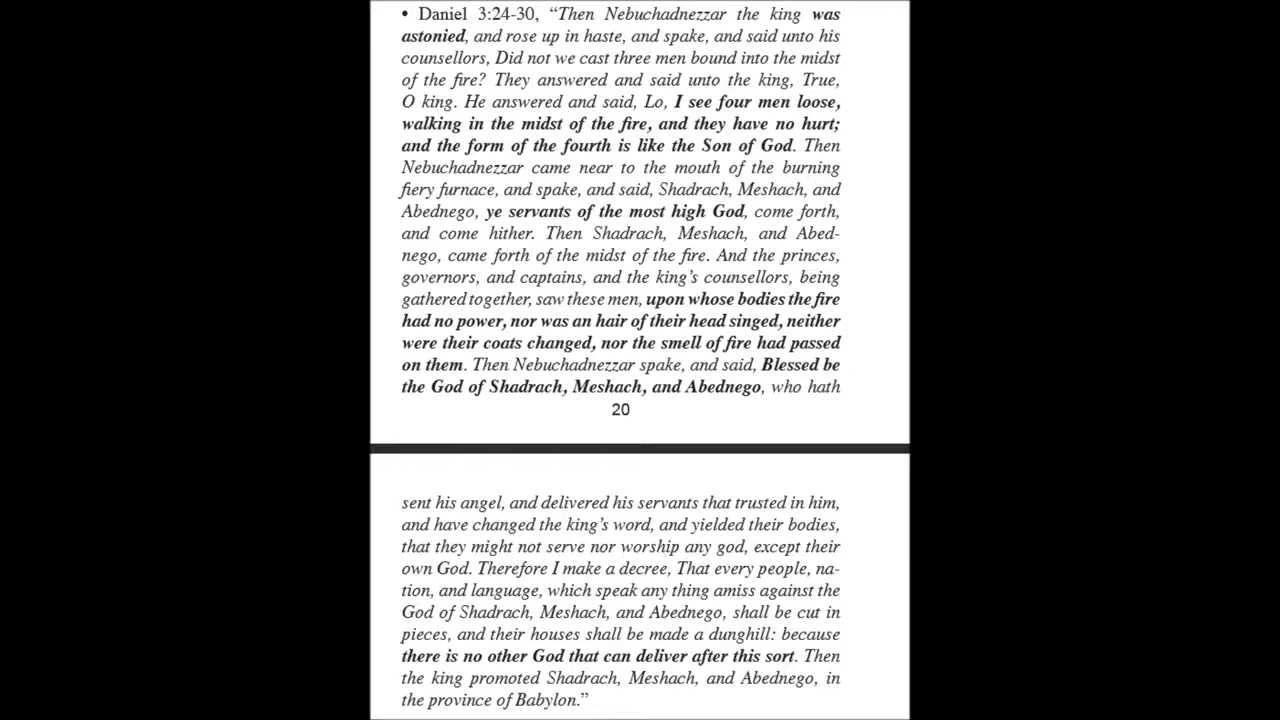 • Daniel 3:24-30, “Then Nebuchadnezzar the king was
astonied, and rose up in haste, and spake, and said unto his
counsellors, Did not we cast three men bound into the midst
of the fire? They answered and said unto the king, True,
O king. He answered and said, Lo, I see four men loose,
walking in the midst of the fire, and they have no hurt;
and the form of the fourth is like the Son of God. Then
Nebuchadnezzar came near to the mouth of the burning
fiery furnace, and spake, and said, Shadrach, Meshach, and
Abednego, ye servants of the most high God, come forth,
and come hither. Then Shadrach, Meshach, and Abed-
nego, came forth of the midst of the fire. And the princes,
governors, and captains, and the king’s counsellors, being
gathered together, saw these men, upon whose bodies the fire
had no power, nor was an hair of their head singed, neither
were their coats changed, nor the smell of fire had passed
on them. Then Nebuchadnezzar spake, and said, Blessed be
the God of Shadrach, Meshach, and Abednego, who hath
20
sent his angel, and delivered his servants that trusted in him,
and have changed the king’s word, and yielded their bodies,
that they might not serve nor worship any god, except their
own God. Therefore I make a decree, That every people, na-
tion, and language, which speak any thing amiss against the
God of Shadrach, Meshach, and Abednego, shall be cut in
pieces, and their houses shall be made a dunghill: because
there is no other God that can deliver after this sort. Then
the king promoted Shadrach, Meshach, and Abednego, in
the province of Babylon.”